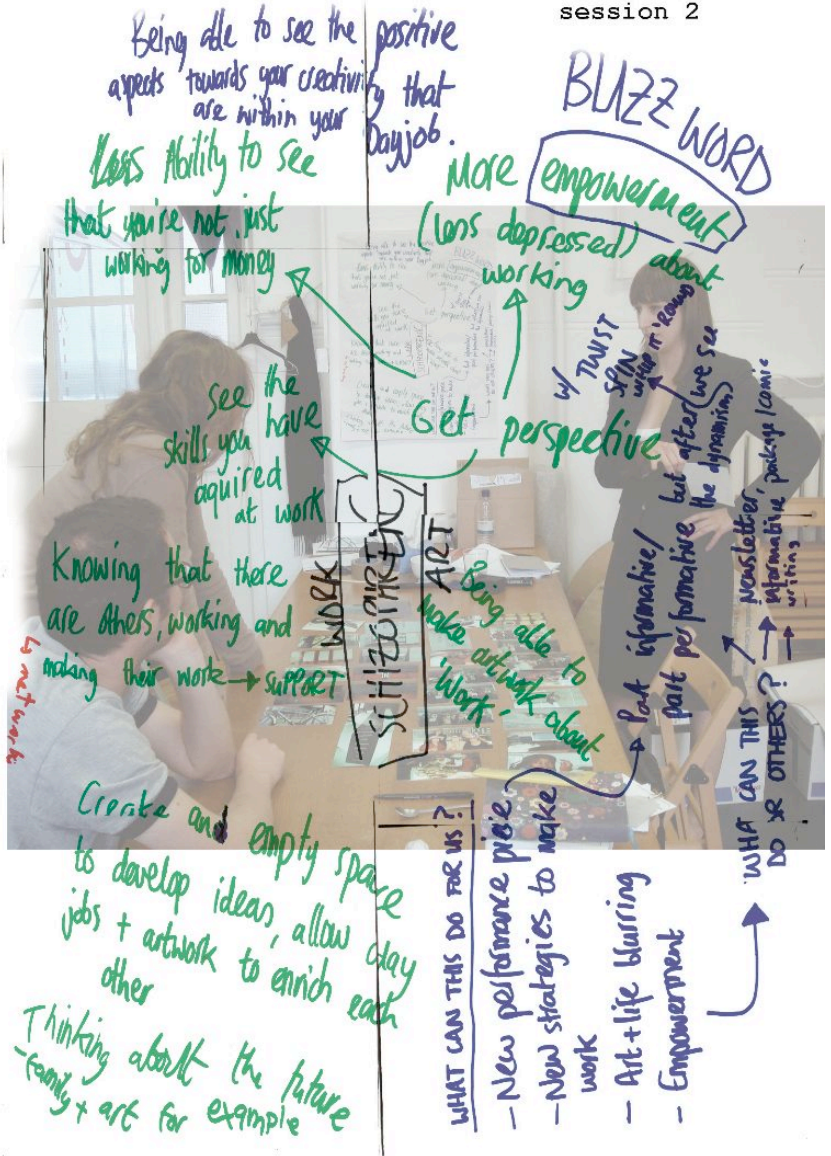 session 2
Being able to see the positive
aspects towards your creativity that
are within your Dayjob.
BUZZ WORD
Ability to see
that you're not just
working for money
More empowerment
(less depressed) about
working
Get perspective
see the
skills you have
aquired
at work
WORK
SCHIZOPHRENIC
ART
Knowing that there
are others, working and
making their work → SUPPORT
↳ network
Being able to
make artwork about
'Work'
w/ TWIST
SPIN
Part informative/
part performative but after we see
the dynamics
Create an empty space
to develop ideas, allow day
jobs + artwork to enrich each
other
Thinking about the future
- family + art for example
WHAT CAN THIS DO FOR US?
- New performance piece
- New strategies to make
work
- Art + life blurring
- Empowerment
WHAT CAN THIS → Newsletter,
DO OR OTHERS? → informative package/comic
→ writing